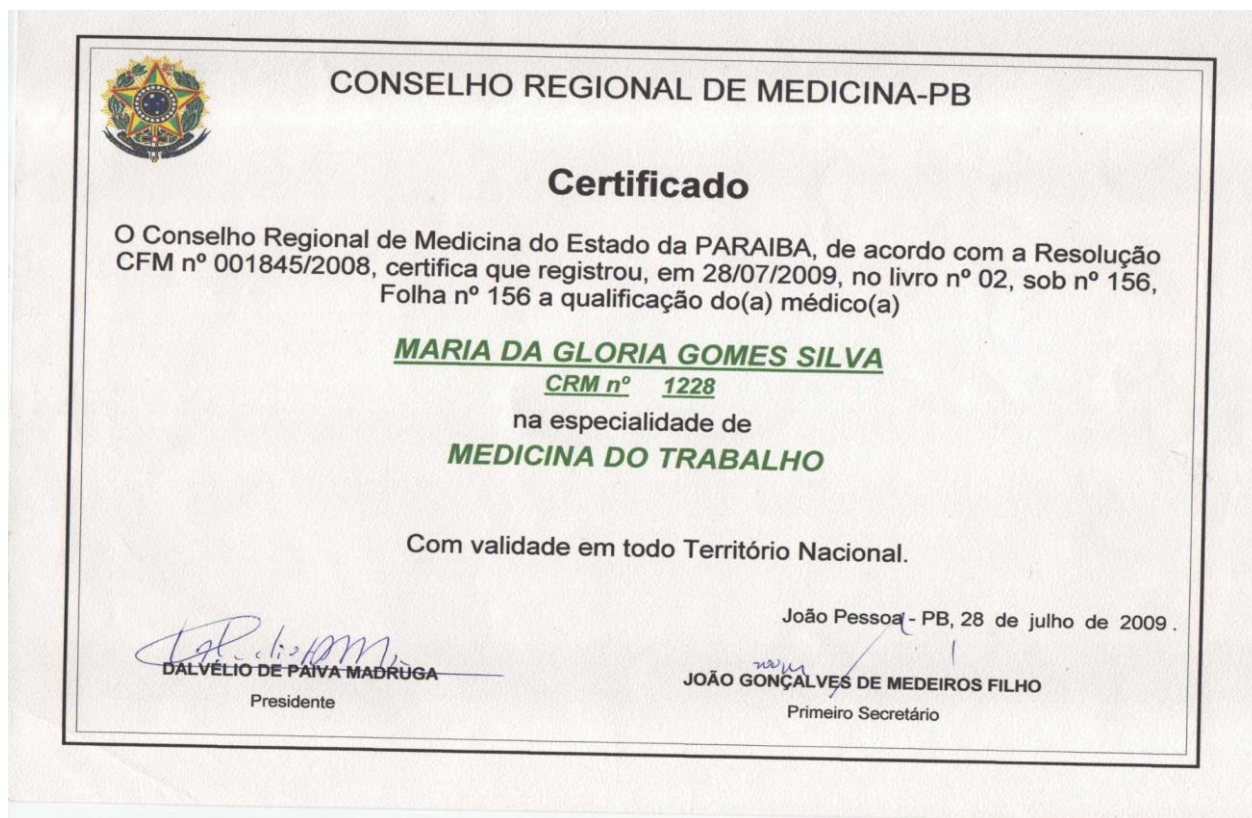 CONSELHO REGIONAL DE MEDICINA-PB
Certificado
O Conselho Regional de Medicina do Estado da PARAIBA, de acordo com a Resolução
CFM nº 001845/2008, certifica que registrou, em 28/07/2009, no livro nº 02, sob nº 156,
Folha nº 156 a qualificação do(a) médico(a)
MARIA DA GLORIA GOMES SILVA
CRM nº 1228
na especialidade de
MEDICINA DO TRABALHO
Com validade em todo Território Nacional.
João Pessoa - PB, 28 de julho de 2009.
DALVÉLIO DE PAIVA MADRUGA
Presidente
JOÃO GONÇALVES DE MEDEIROS FILHO
Primeiro Secretário